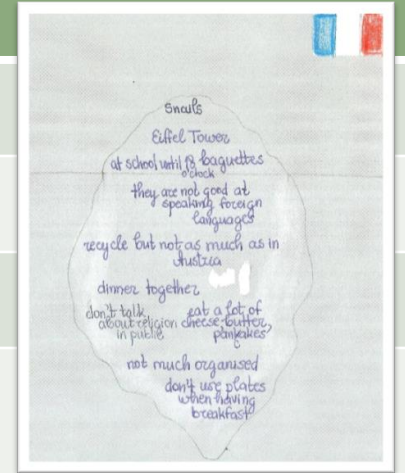 Snails
Eiffel Tower
at school until 18 baguettes
o'clock
they are not good at
speaking foreign
languages
recycle but not as much as in
Austria
dinner together
don't talk
about religion
in public
eat a lot of
cheese, butter,
pankakes
not much organised
don't use plates
when having
breakfast